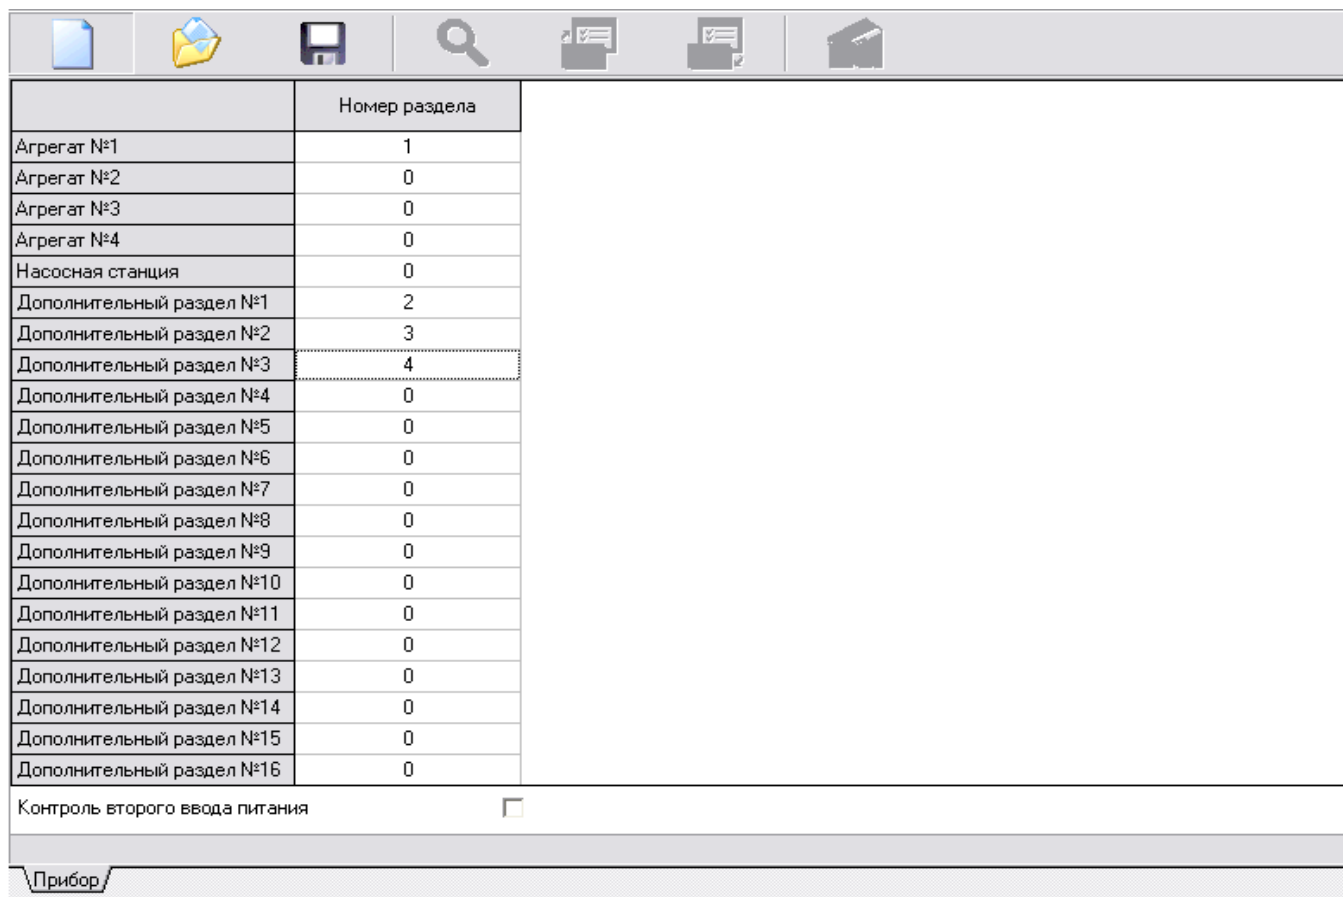 Номер раздела
Агрегат №1 1
Агрегат №2 0
Агрегат №3 0
Агрегат №4 0
Насосная станция 0
Дополнительный раздел №1 2
Дополнительный раздел №2 3
Дополнительный раздел №3 4
Дополнительный раздел №4 0
Дополнительный раздел №5 0
Дополнительный раздел №6 0
Дополнительный раздел №7 0
Дополнительный раздел №8 0
Дополнительный раздел №9 0
Дополнительный раздел №10 0
Дополнительный раздел №11 0
Дополнительный раздел №12 0
Дополнительный раздел №13 0
Дополнительный раздел №14 0
Дополнительный раздел №15 0
Дополнительный раздел №16 0
Контроль второго ввода питания
Прибор